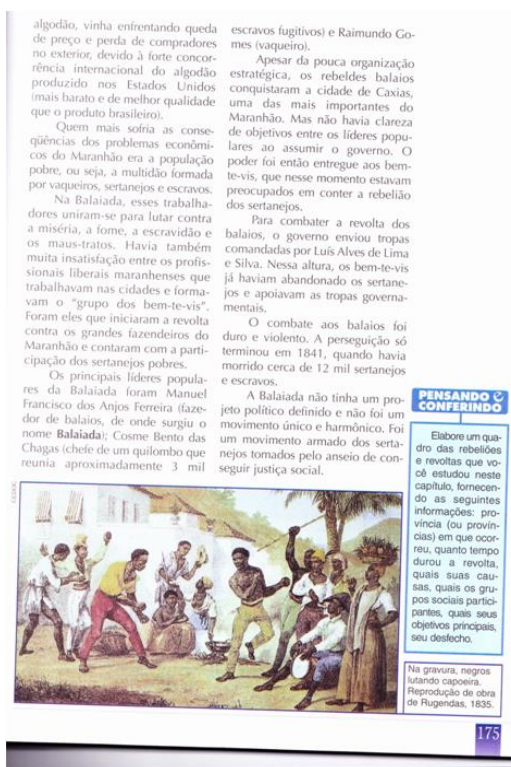 algodão, vinha enfrentando queda
de preço e perda de compradores
no exterior, devido à forte concor-
rência internacional do algodão
produzido nos Estados Unidos
(mais barato e de melhor qualidade
que o produto brasileiro).
Quem mais sofria as conse-
qüências dos problemas econômi-
cos do Maranhão era a população
pobre, ou seja, a multidão formada
por vaqueiros, sertanejos e escravos.
Na Balaiada, esses trabalha-
dores uniram-se para lutar contra
a miséria, a fome, a escravidão e
os maus-tratos. Havia também
muita insatisfação entre os profis-
sionais liberais maranhenses que
trabalhavam nas cidades e forma-
vam o "grupo dos bem-te-vis".
Foram eles que iniciaram a revolta
contra os grandes fazendeiros do
Maranhão e contaram com a parti-
cipação dos sertanejos pobres.
Os principais líderes popula-
res da Balaiada foram Manuel
Francisco dos Anjos Ferreira (faze-
dor de balaios, de onde surgiu o
nome Balaiada); Cosme Bento das
Chagas (chefe de um quilombo que
reunia aproximadamente 3 mil
escravos fugitivos) e Raimundo Go-
mes (vaqueiro).
Apesar da pouca organização
estratégica, os rebeldes balaios
conquistaram a cidade de Caxias,
uma das mais importantes do
Maranhão. Mas não havia clareza
de objetivos entre os líderes popu-
lares ao assumir o governo. O
poder foi então entregue aos bem-
te-vis, que nesse momento estavam
preocupados em conter a rebelião
dos sertanejos.
Para combater a revolta dos
balaios, o governo enviou tropas
comandadas por Luís Alves de Lima
e Silva. Nessa altura, os bem-te-vis
já haviam abandonado os sertane-
jos e apoiavam as tropas governa-
mentais.
O combate aos balaios foi
duro e violento. A perseguição só
terminou em 1841, quando havia
morrido cerca de 12 mil sertanejos
e escravos.
A Balaiada não tinha um pro-
jeto político definido e não foi um
movimento único e harmônico. Foi
um movimento armado dos serta-
nejos tomados pelo anseio de con-
seguir justiça social.
PENSANDO e
CONFERINDO
Elabore um qua-
dro das rebeliões
e revoltas que vo-
cê estudou neste
capítulo, fornecen-
do as seguintes
informações: pro-
víncia (ou provín-
cias) em que ocor-
reu, quanto tempo
durou a revolta,
quais suas cau-
sas, quais os gru-
pos sociais partici-
pantes, quais seus
objetivos principais,
seu desfecho.
Na gravura, negros
lutando capoeira.
Reprodução de obra
de Rugendas, 1835.
175